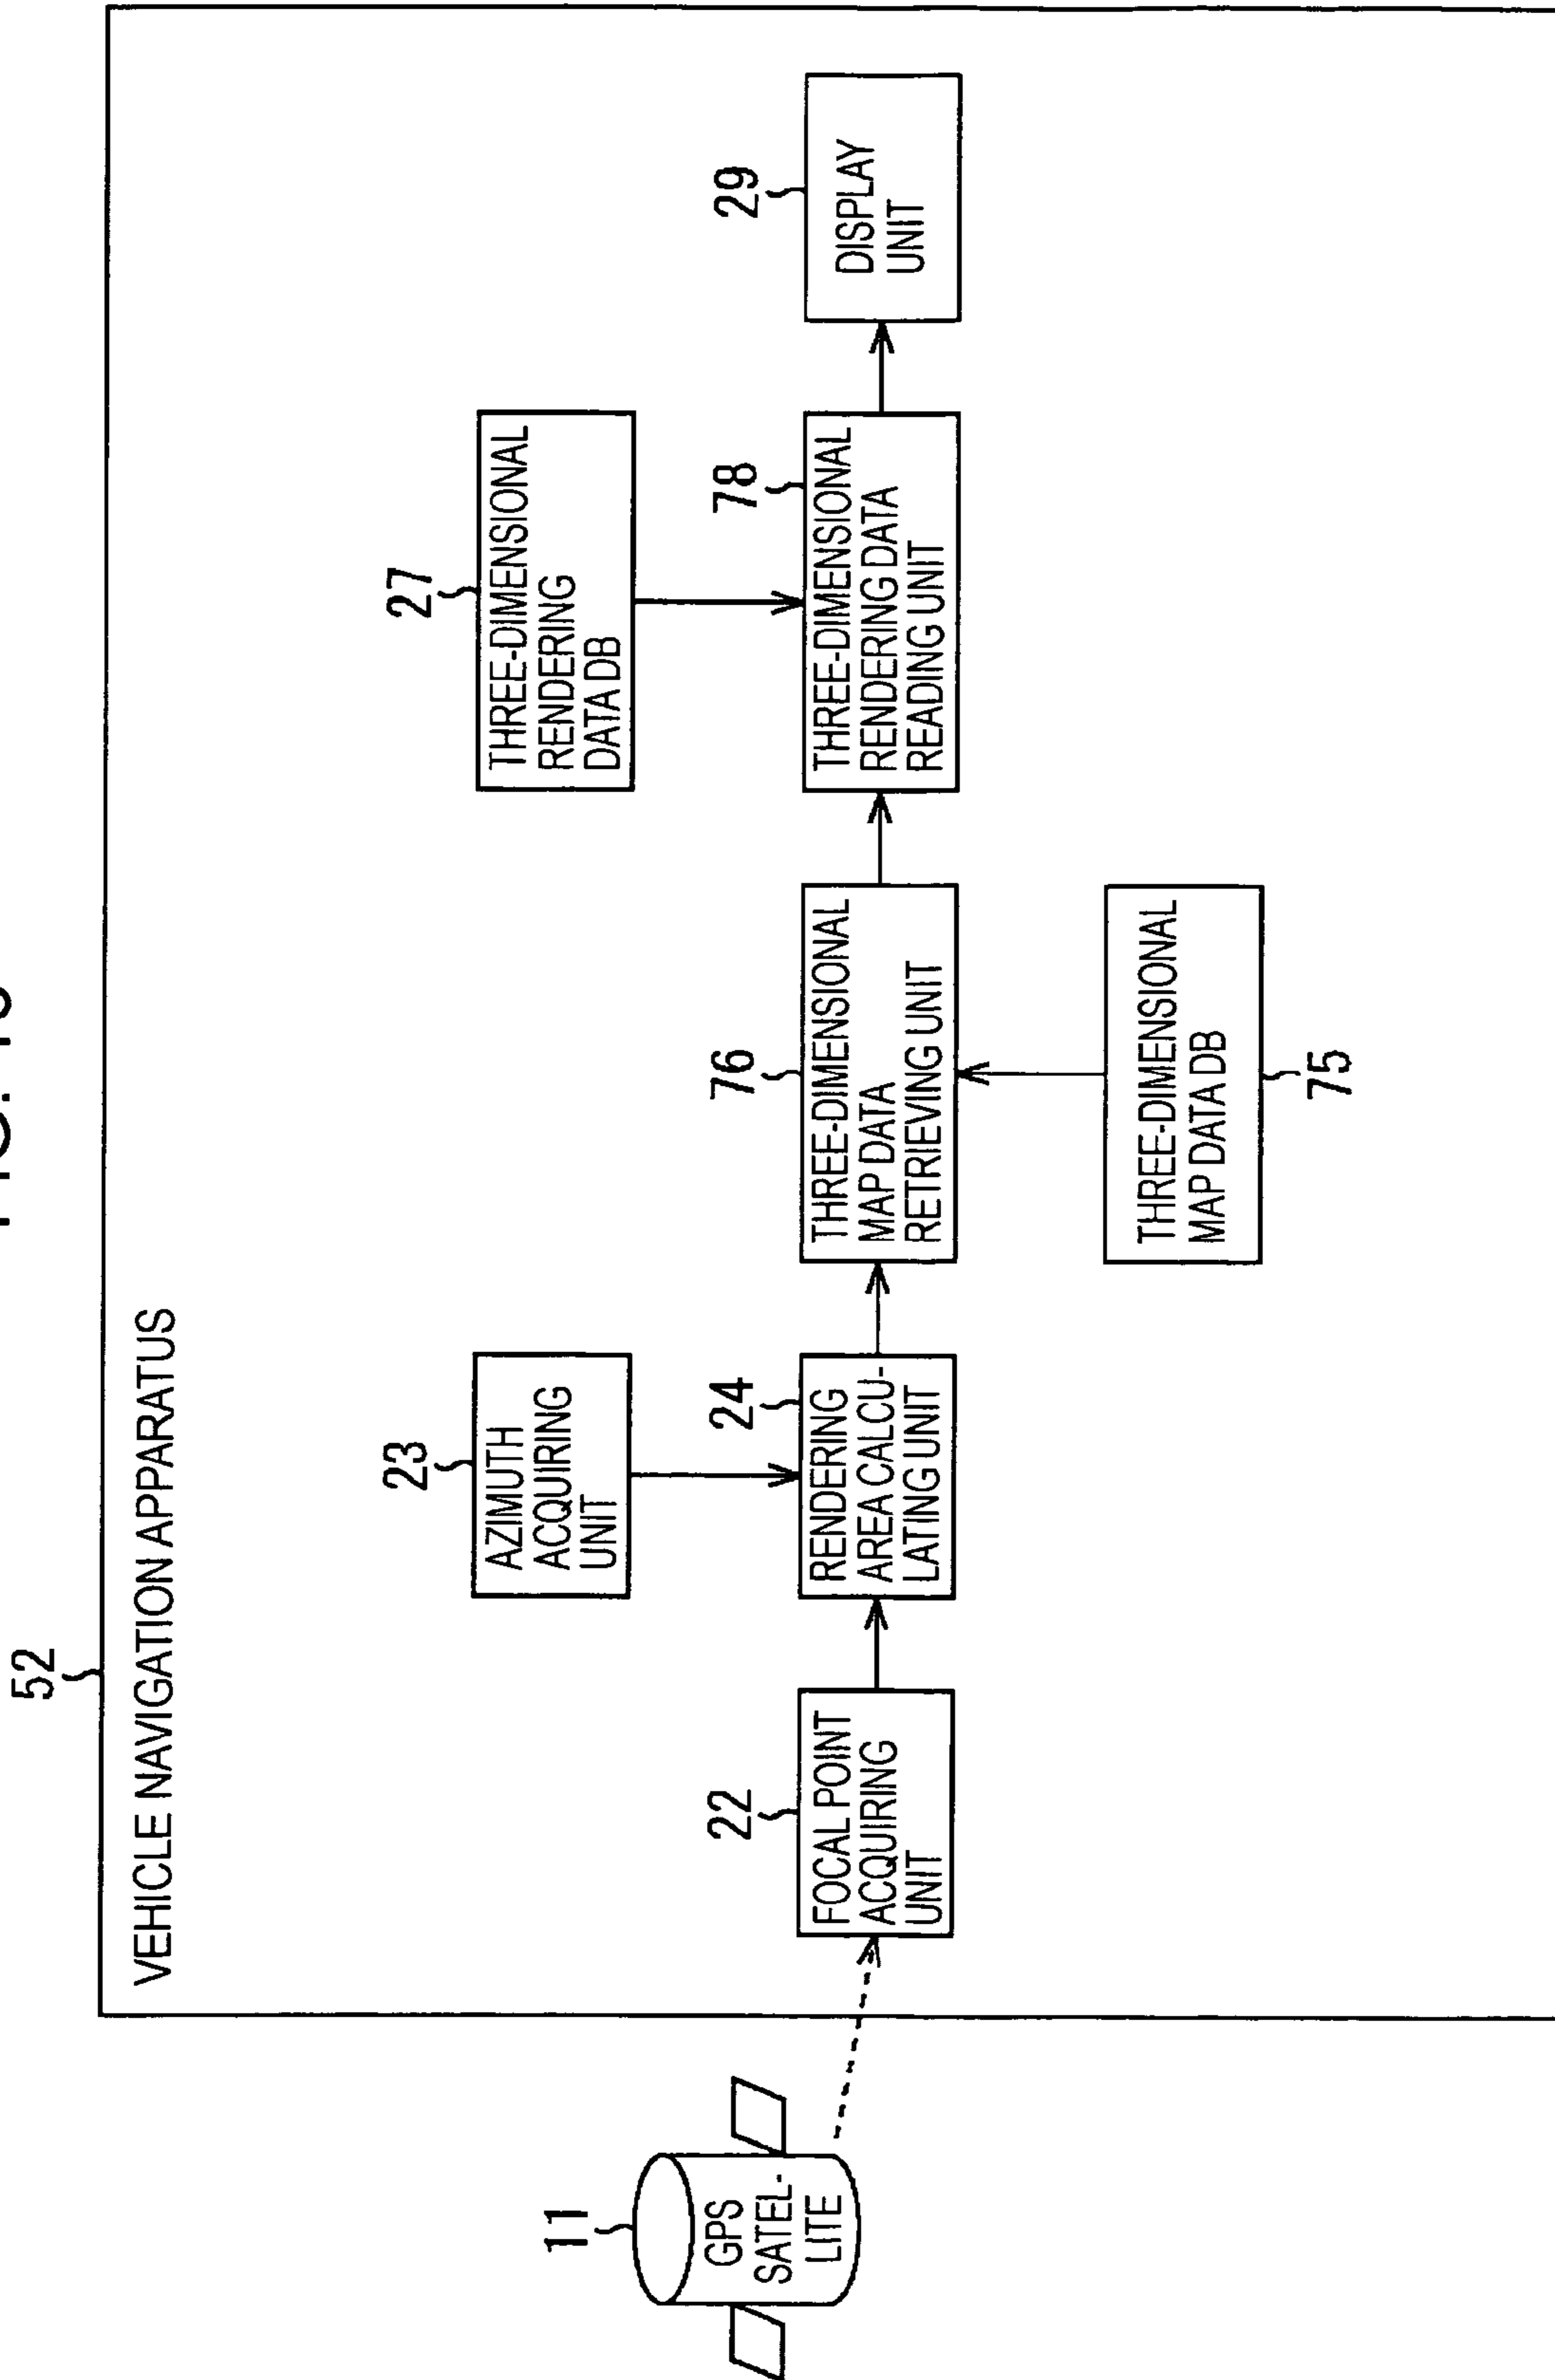 52
VEHICLE NAVIGATION APPARATUS
11
GPS
SATEL-
LITE
22
FOCAL POINT
ACQUIRING
UNIT
23
AZIMUTH
ACQUIRING
UNIT
24
RENDERING
AREA CALCU-
LATING UNIT
76
THREE-DIMENSIONAL
MAP DATA
RETRIEVING UNIT
THREE-DIMENSIONAL
MAP DATA DB
75
27
THREE-DIMENSIONAL
RENDERING
DATA DB
78
THREE-DIMENSIONAL
RENDERING DATA
READING UNIT
29
DISPLAY
UNIT